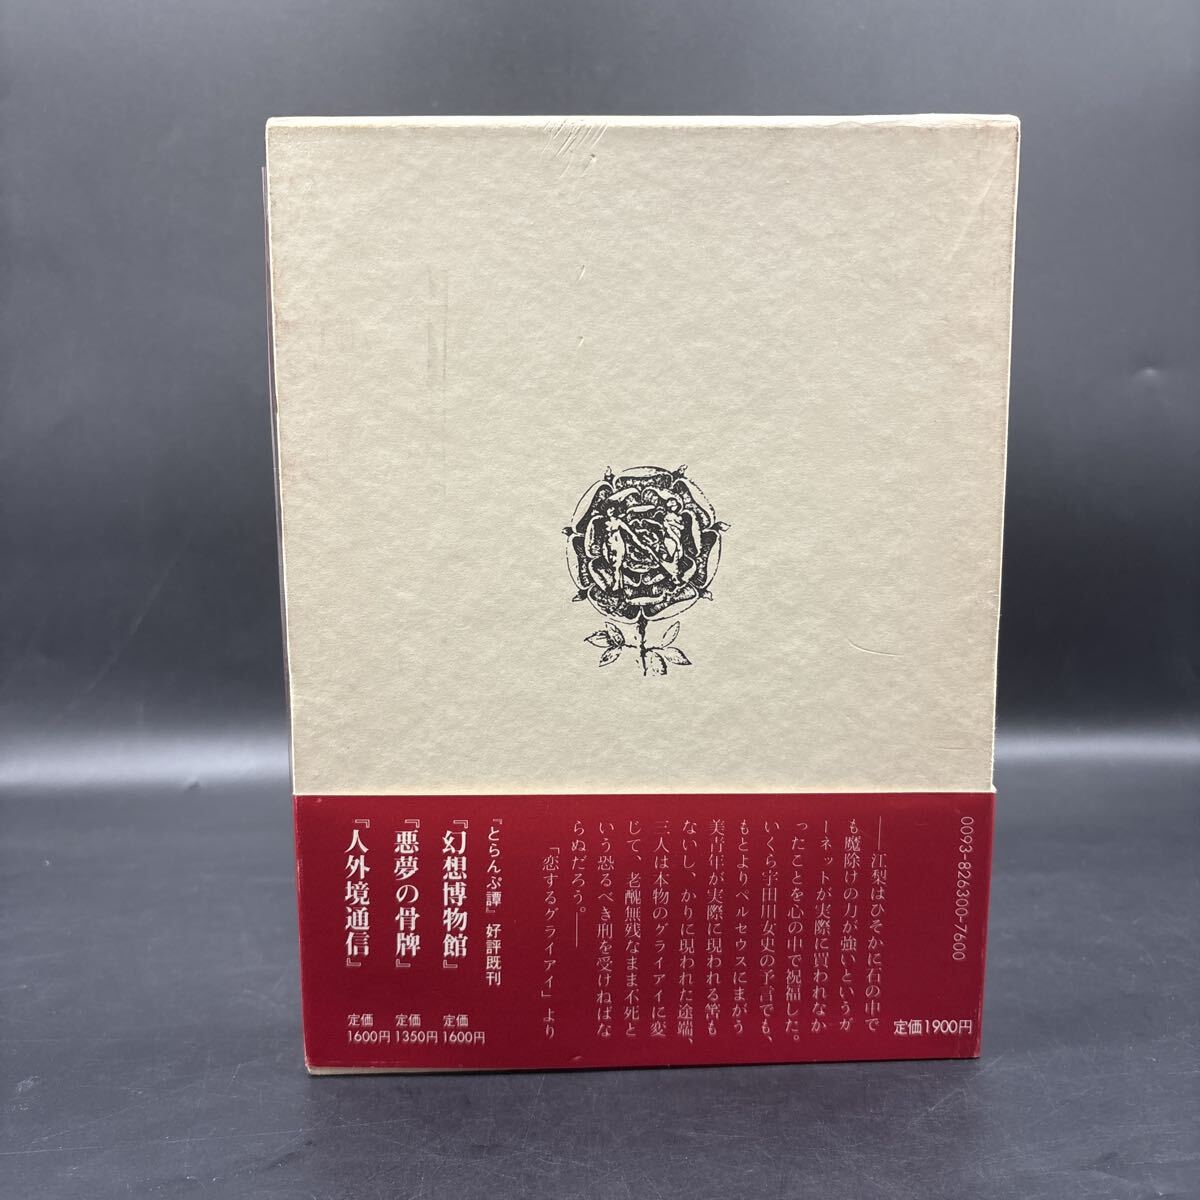 0093-826300-7600
定価1900円
――江梨はひそかに石の中で
も魔除けの力が強いというガ
ーネットが実際に買われなか
ったことを心の中で祝福した。
いくら宇田川女史の予言でも、
もとよりペルセウスにまがう
美青年が実際に現われる筈も
ないし、かりに現われた途端、
三人は本物のグライアイに変
じて、老醜無残なまま不死と
いう恐るべき刑を受けねばな
らぬだろう。――
「恋するグライアイ」より
『とらんぷ譚』好評既刊
『幻想博物館』 定価1600円
『悪夢の骨牌』 定価1350円
『人外境通信』 定価1600円